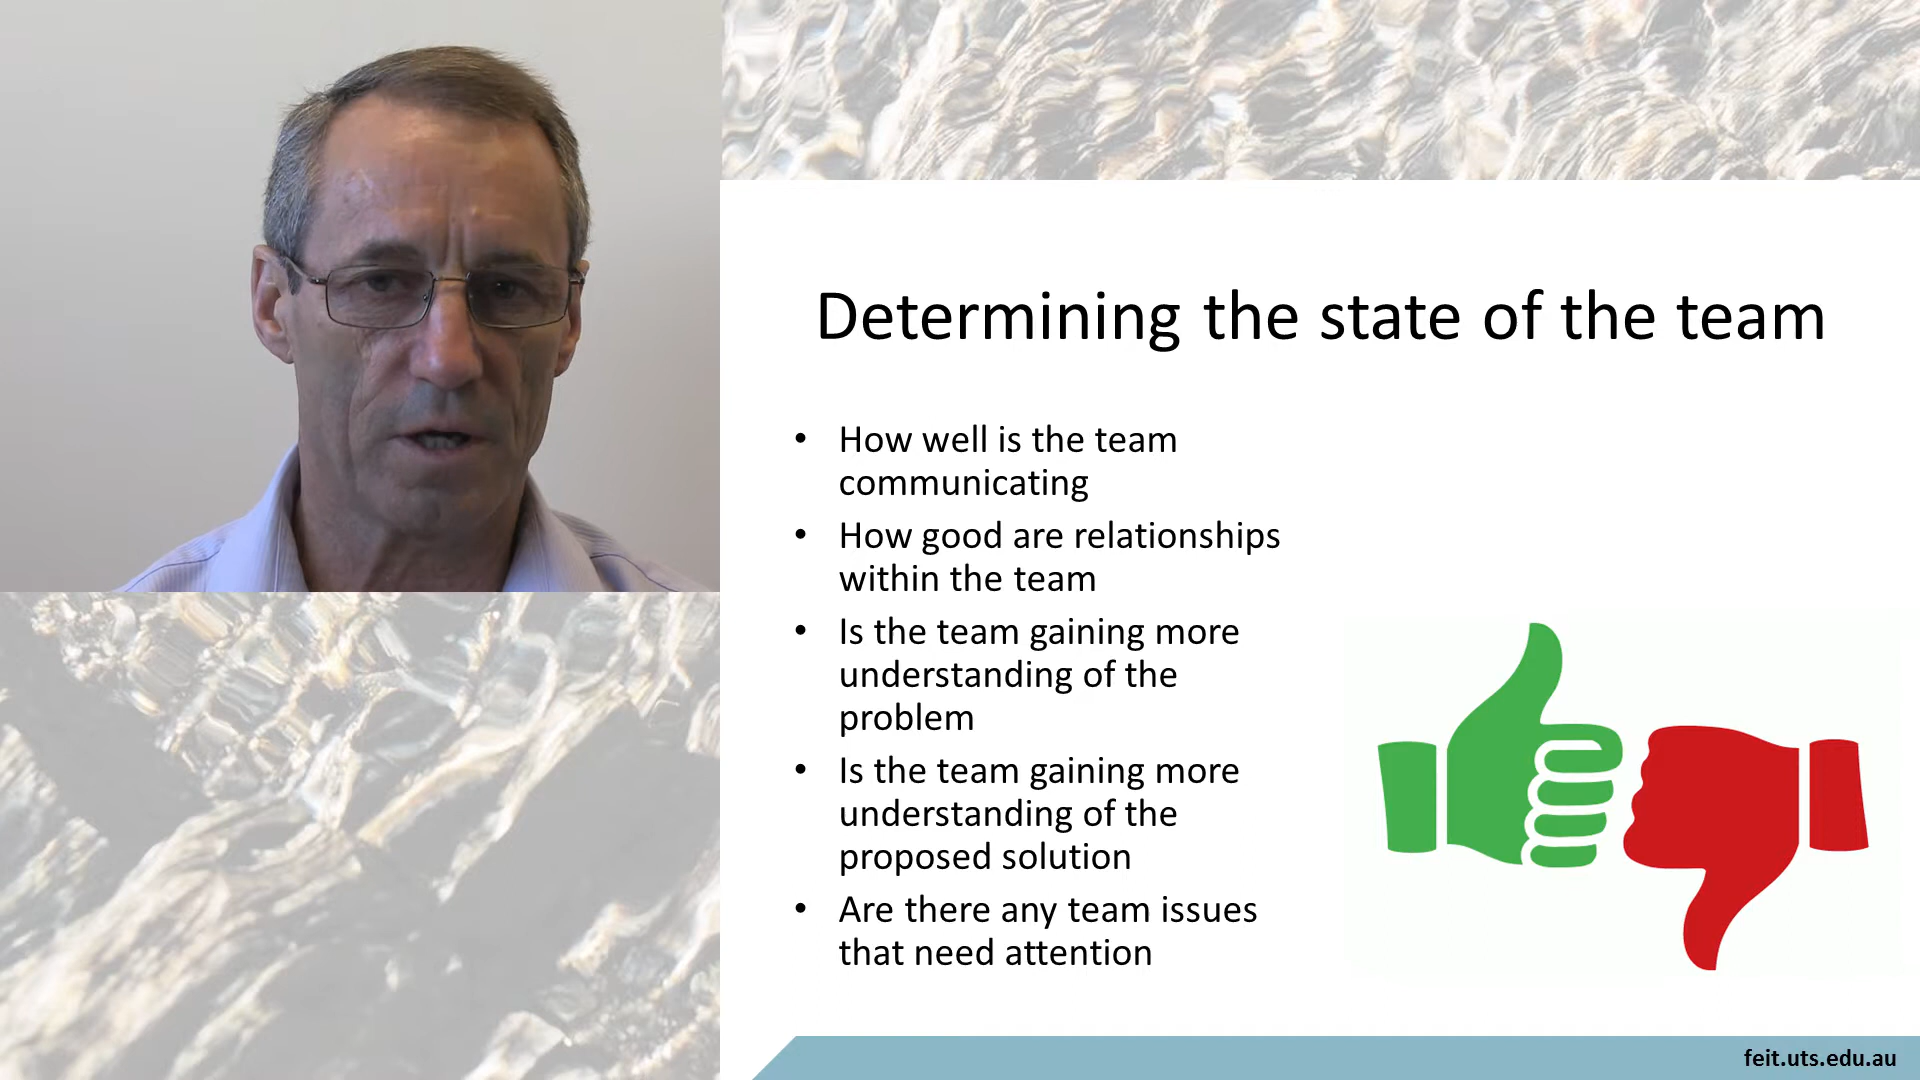 Determining the state of the team
• How well is the team
communicating
• How good are relationships
within the team
• Is the team gaining more
understanding of the
problem
• Is the team gaining more
understanding of the
proposed solution
• Are there any team issues
that need attention
feit.uts.edu.au